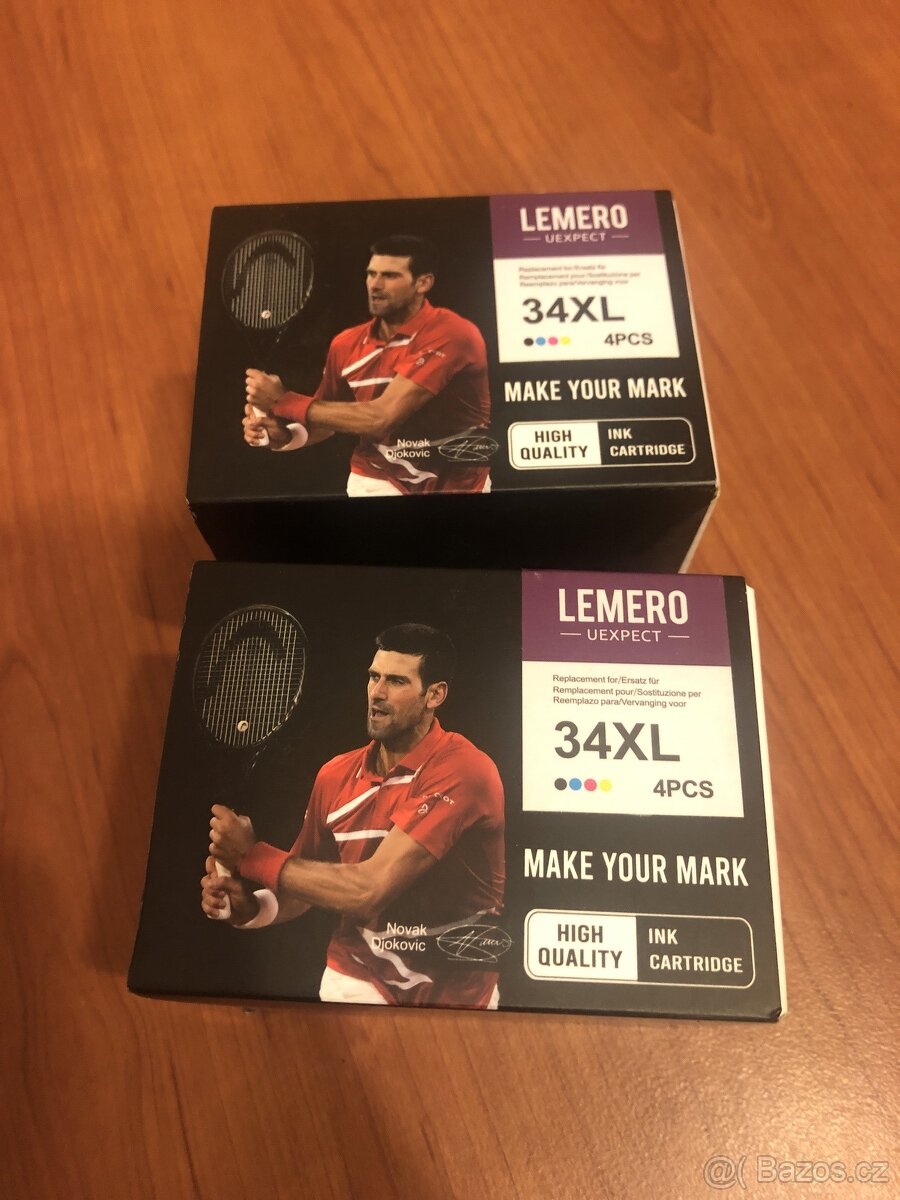 LEMERO
UEXPECT
Replacement for/Ersatz für
Remplacement pour/Sostituzione per
Reemplazo para/Vervanging voor
34XL
4PCS
MAKE YOUR MARK
HIGH QUALITY
INK CARTRIDGE
Novak
Djokovic
LEMERO
UEXPECT
Replacement for/Ersatz für
Remplacement pour/Sostituzione per
Reemplazo para/Vervanging voor
34XL
4PCS
MAKE YOUR MARK
HIGH QUALITY
INK CARTRIDGE
Novak
Djokovic
@( Bazos.cz